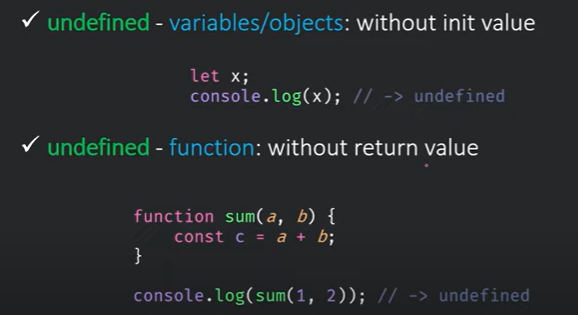 ✓ undefined - variables/objects: without init value
let x;
console.log(x); // -> undefined
✓ undefined - function: without return value
function sum(a, b) {
    const c = a + b;
}
console.log(sum(1, 2)); // -> undefined